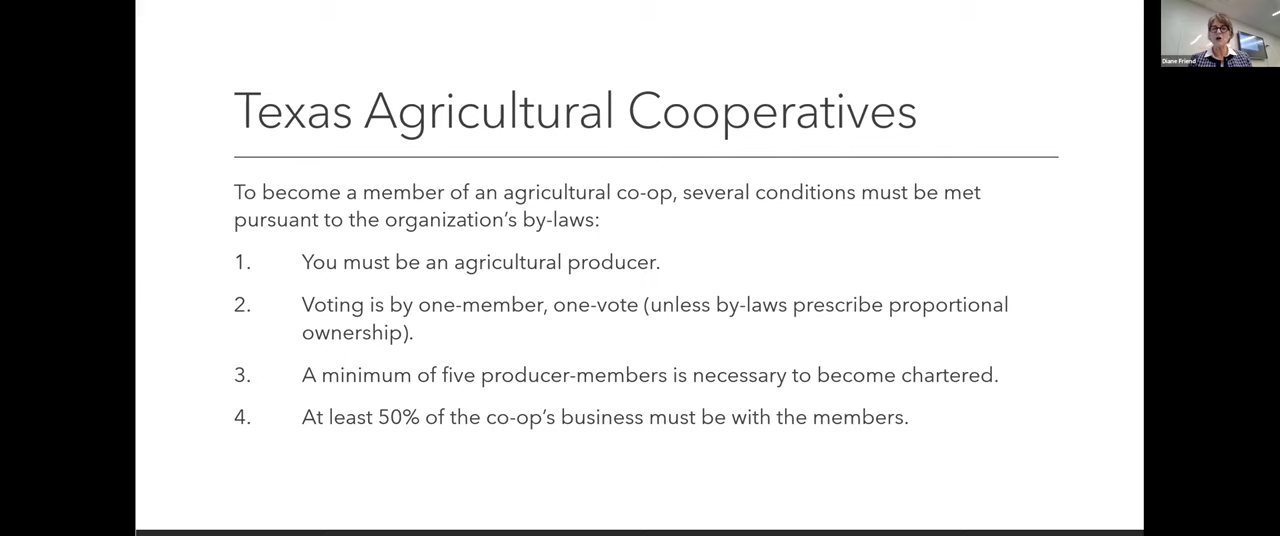 Texas Agricultural Cooperatives
To become a member of an agricultural co-op, several conditions must be met
pursuant to the organization's by-laws:
1. You must be an agricultural producer.
2. Voting is by one-member, one-vote (unless by-laws prescribe proportional
ownership).
3. A minimum of five producer-members is necessary to become chartered.
4. At least 50% of the co-op's business must be with the members.
Diane Friend